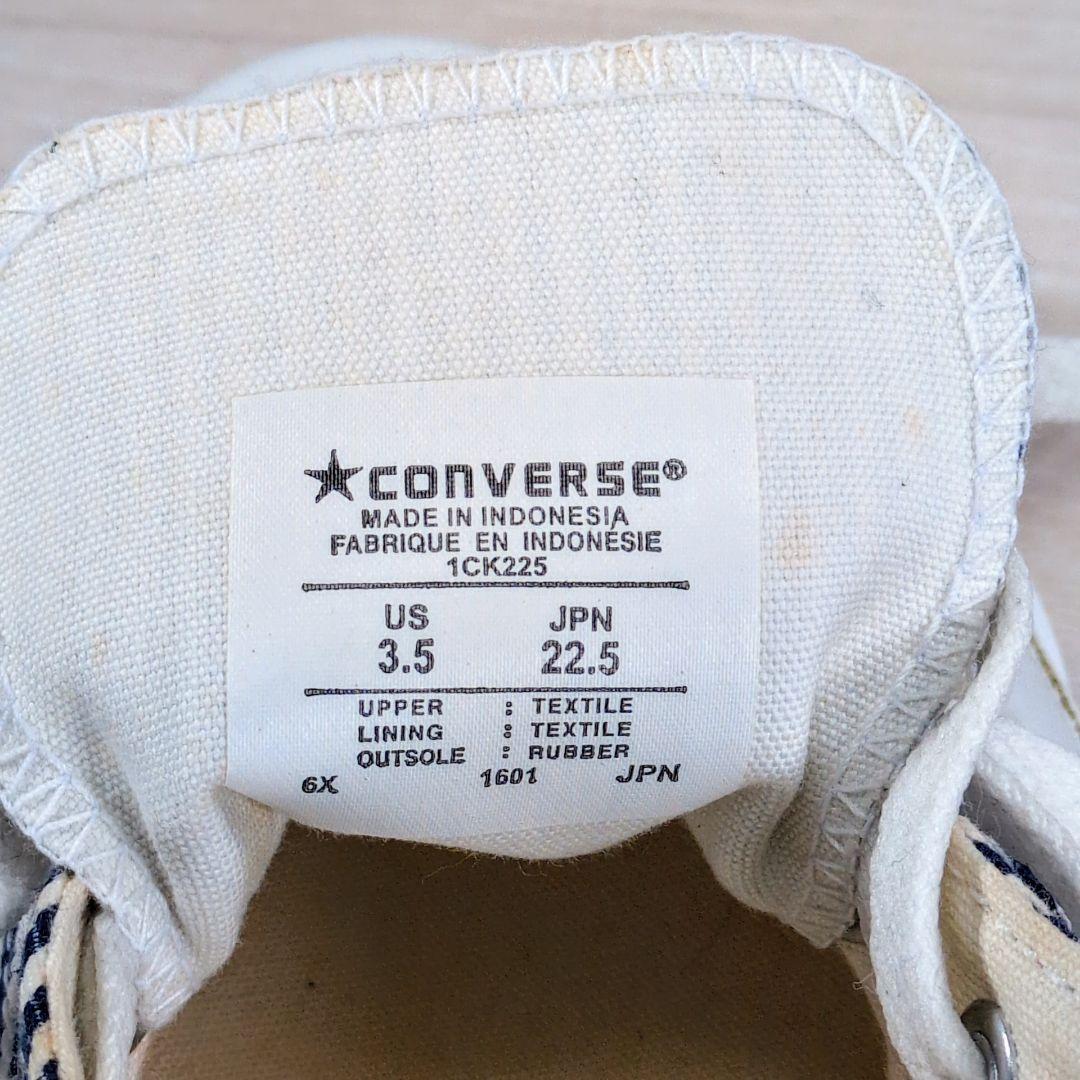 ★CONVERSE®
MADE IN INDONESIA
FABRIQUE EN INDONESIE
1CK225
US JPN
3.5 22.5
UPPER : TEXTILE
LINING : TEXTILE
OUTSOLE : RUBBER
6X 1601 JPN